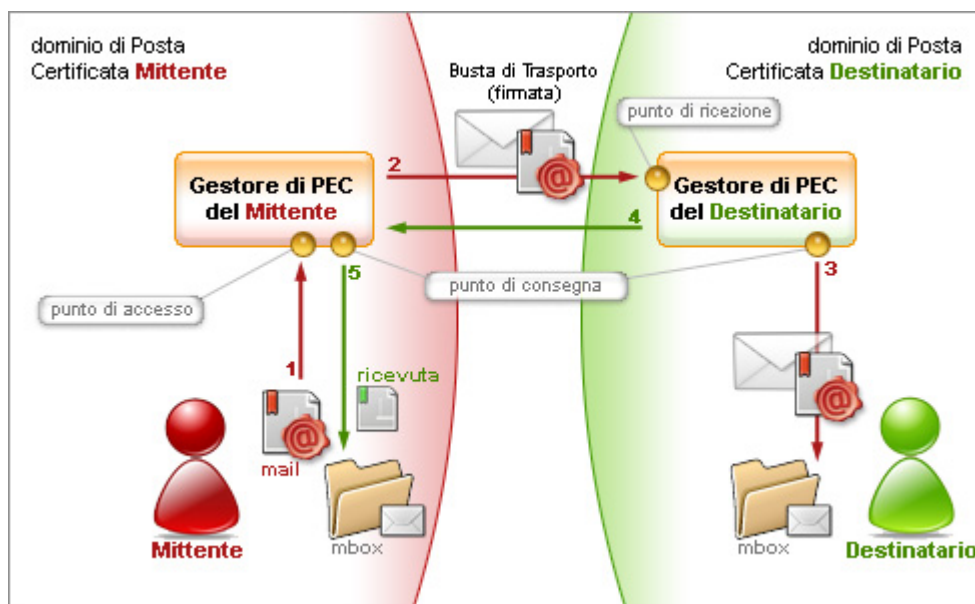 dominio di Posta
Certificata Mittente
dominio di Posta
Certificata Destinatario
Busta di Trasporto
(firmata)
punto di ricezione
2
Gestore di PEC
del Mittente
Gestore di PEC
del Destinatario
4
5
3
punto di consegna
punto di accesso
1
ricevuta
@
@
@
mail
mbox
mbox
Mittente
Destinatario